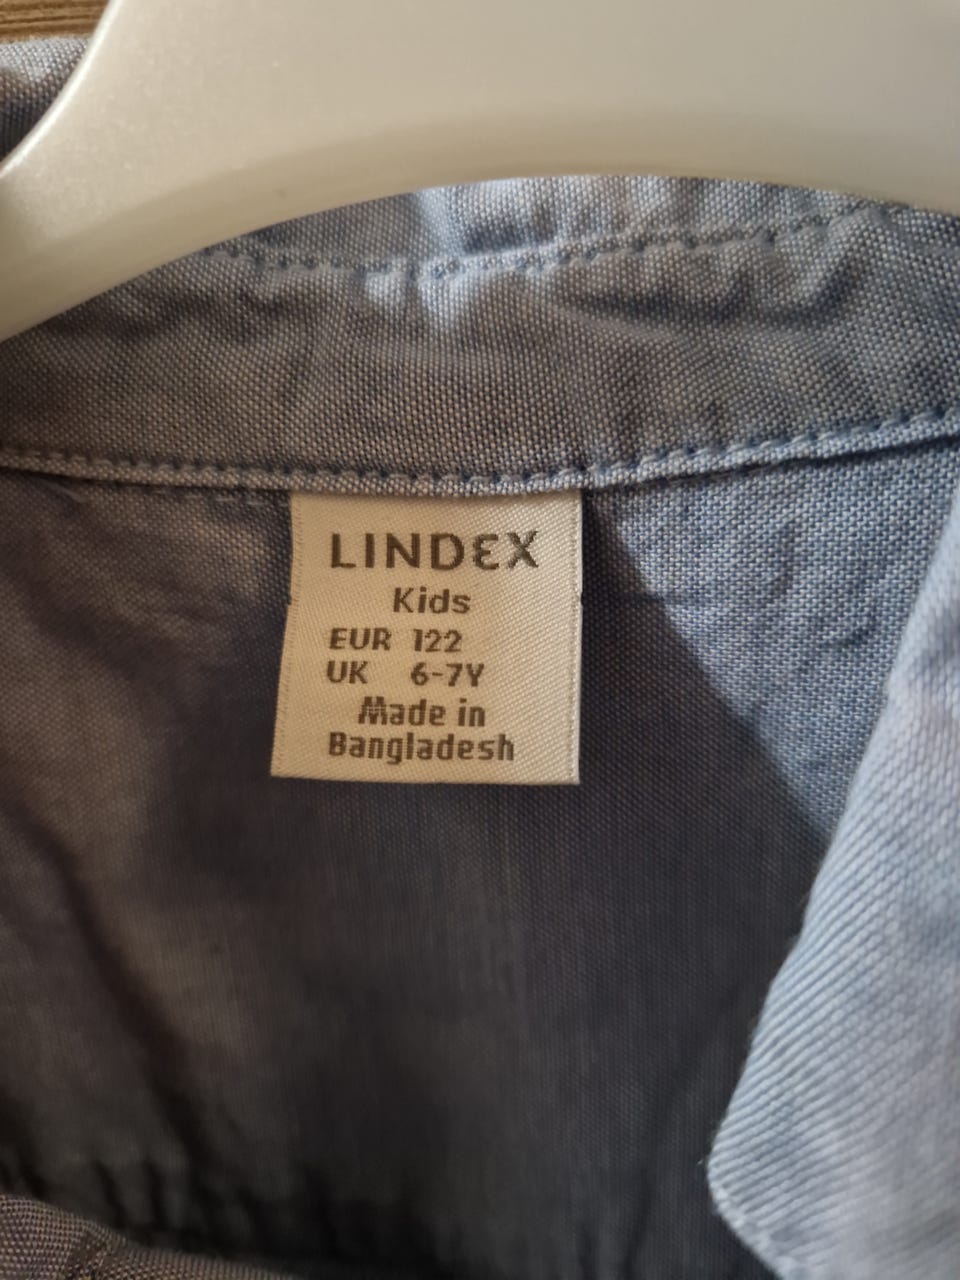 LINDEX
Kids
EUR 122
UK 6-7Y
Made in
Bangladesh